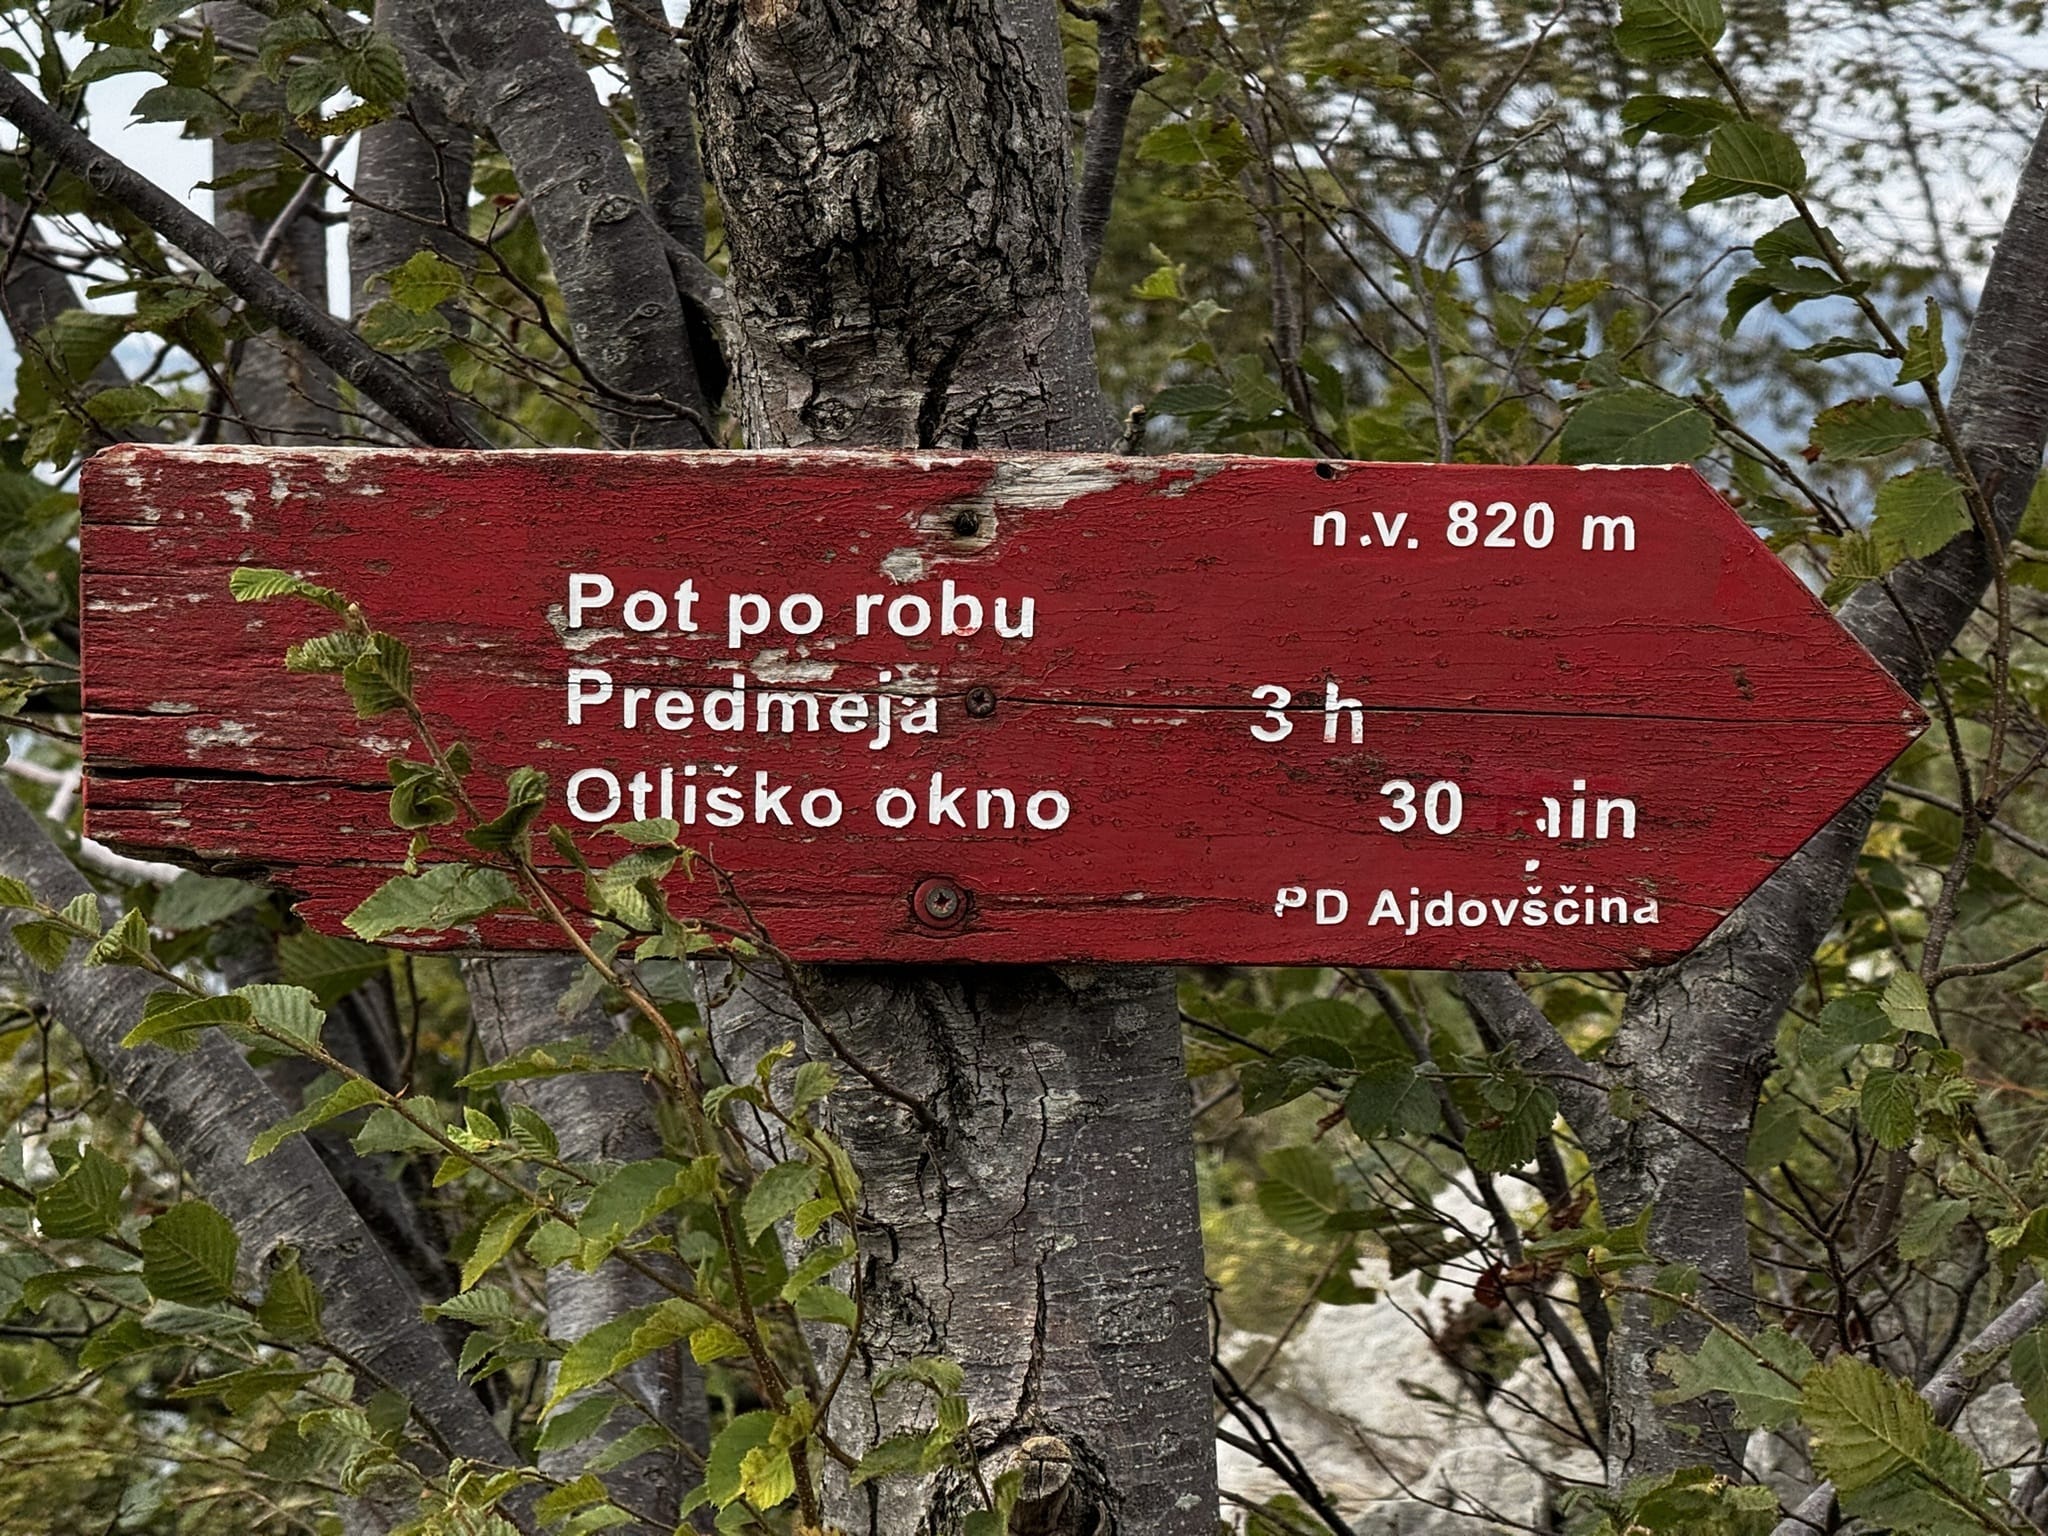 n.v. 820 m
Pot po robu
Predmeja 3 h
Otliško okno 30 min
PD Ajdovščina